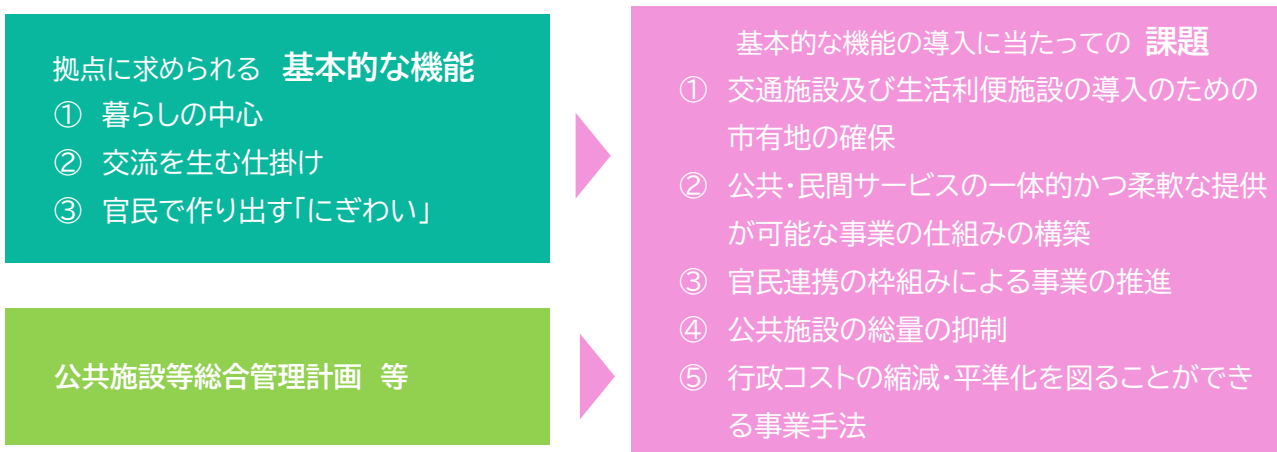 拠点に求められる 基本的な機能
① 暮らしの中心
② 交流を生む仕掛け
③ 官民で作り出す「にぎわい」
公共施設等総合管理計画 等
基本的な機能の導入に当たっての 課題
① 交通施設及び生活利便施設の導入のための
市有地の確保
② 公共・民間サービスの一体的かつ柔軟な提供
が可能な事業の仕組みの構築
③ 官民連携の枠組みによる事業の推進
④ 公共施設の総量の抑制
⑤ 行政コストの縮減・平準化を図ることができ
る事業手法